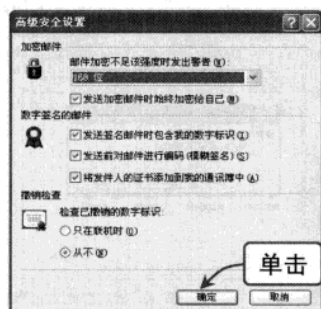 高级安全设置
加密邮件
邮件加密不足该强度时发出警告(W)
168 位
发送加密邮件时始终加密给自己(M)
数字签名的邮件
发送签名邮件时包含我的数字标识(I)
发送前对邮件进行编码(模糊签名)(S)
将发件人的证书添加到我的通讯簿中(A)
撤销检查
检查已撤销的数字标识:
只在联机时(O)
从不(N)
单击
确定
取消